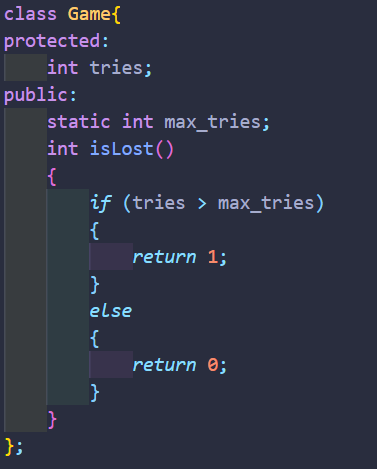 class Game{
protected:
    int tries;
public:
    static int max_tries;
    int isLost()
    {
        if (tries > max_tries)
        {
            return 1;
        }
        else
        {
            return 0;
        }
    }
};